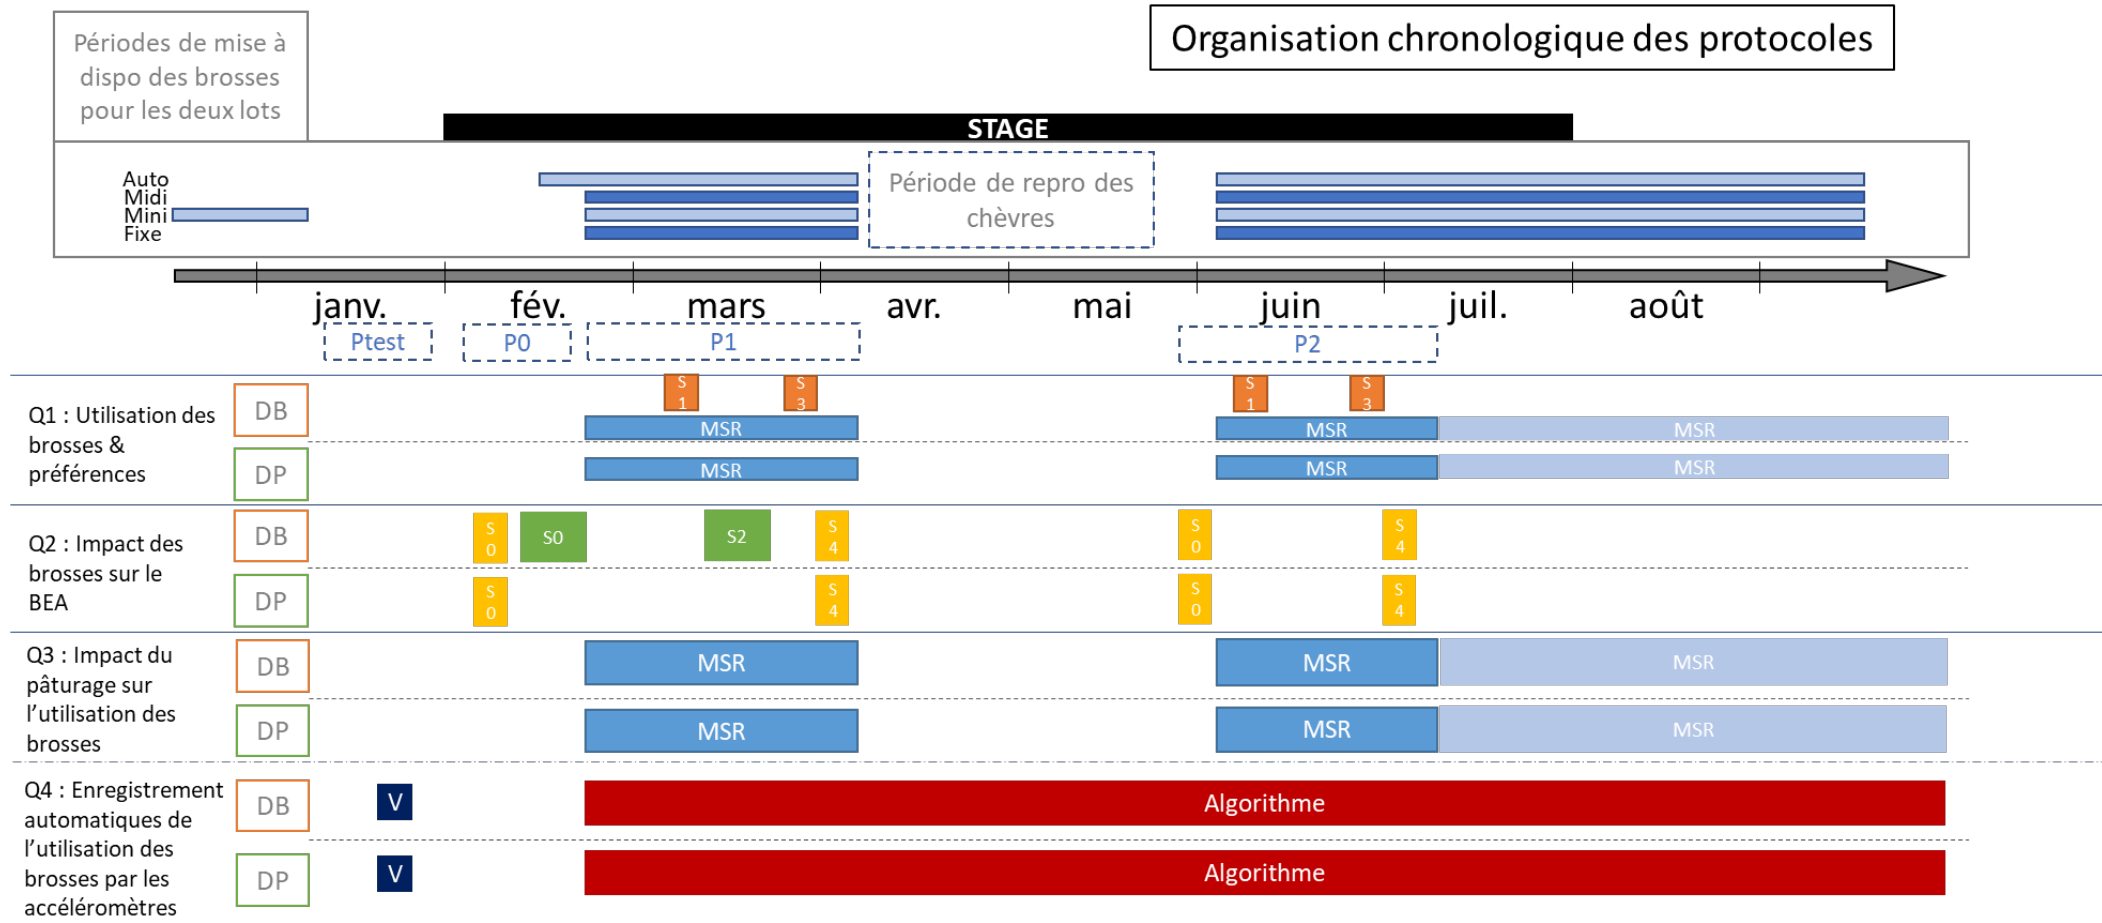 Périodes de mise à
dispo des brosses
pour les deux lots
Organisation chronologique des protocoles
STAGE
Auto
Midi
Mini
Fixe
Période de repro des
chèvres
janv.
fév.
mars
avr.
mai
juin
juil.
août
Ptest
P0
P1
P2
Q1 : Utilisation des
brosses &
préférences
DB
S
1
S
3
S
1
S
3
MSR
MSR
MSR
DP
MSR
MSR
MSR
Q2 : Impact des
brosses sur le
BEA
DB
S
0
S0
S2
S
4
S
0
S
4
DP
S
0
S
4
S
0
S
4
Q3 : Impact du
pâturage sur
l'utilisation des
brosses
DB
MSR
MSR
MSR
DP
MSR
MSR
MSR
Q4 : Enregistrement
automatiques de
l'utilisation des
brosses par les
accéléromètres
DB
V
Algorithme
DP
V
Algorithme